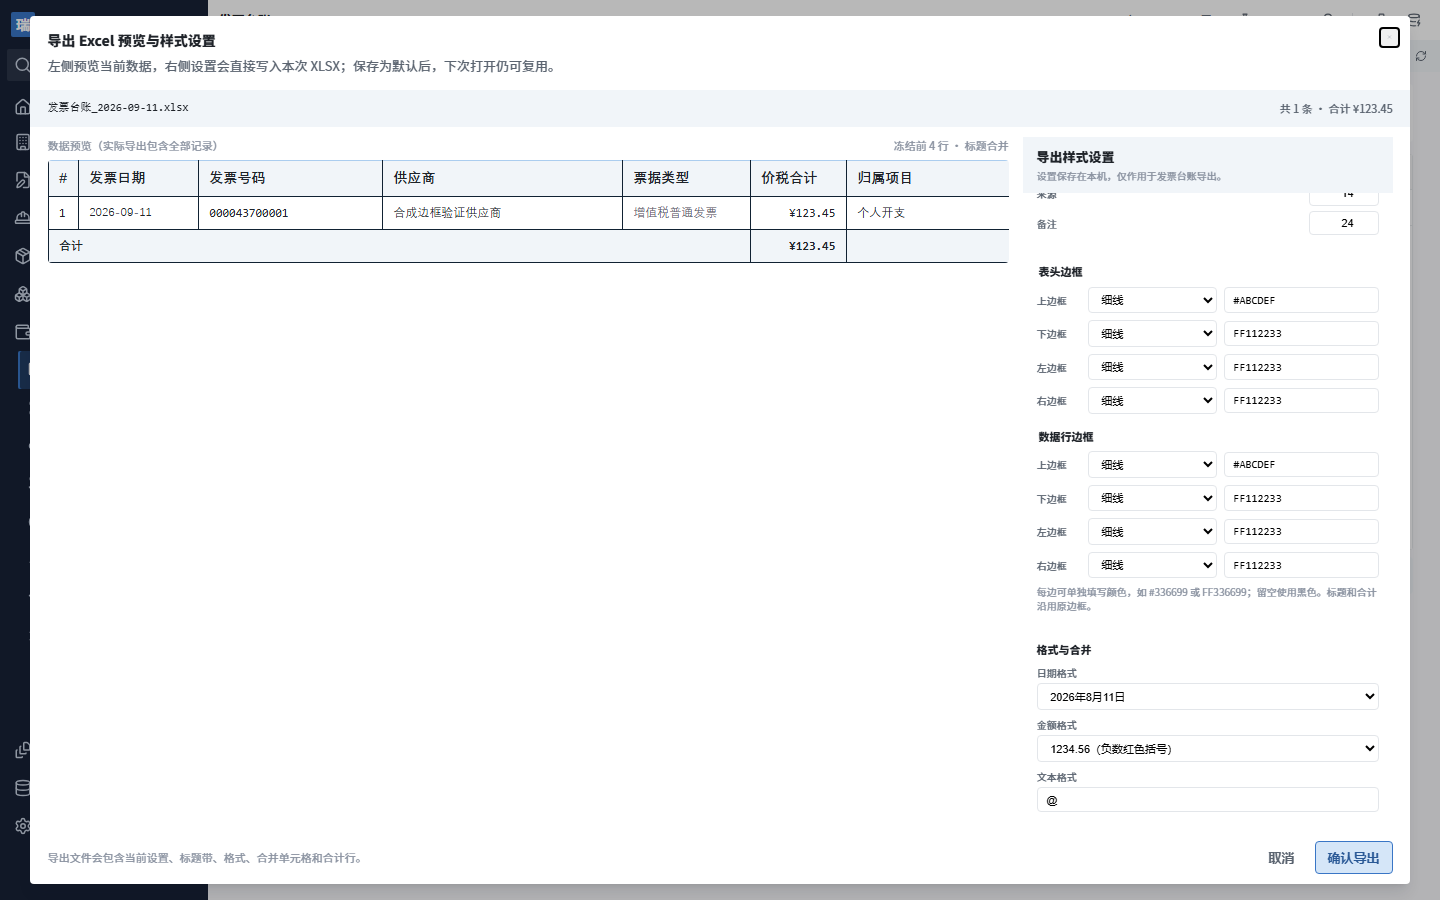 瑞
导出 Excel 预览与样式设置
左侧预览当前数据，右侧设置会直接写入本次 XLSX；保存为默认后，下次打开仍可复用。
发票台账_2026-09-11.xlsx
共 1 条 · 合计 ¥123.45
数据预览（实际导出包含全部记录）
冻结前 4 行 · 标题合并
# 发票日期 发票号码 供应商 票据类型 价税合计 归属项目
1 2026-09-11 000043700001 合成边框验证供应商 增值税普通发票 ¥123.45 个人开支
合计 ¥123.45
导出样式设置
设置保存在本机，仅作用于发票台账导出。
来源 14
备注 24
表头边框
上边框 细线 #ABCDEF
下边框 细线 FF112233
左边框 细线 FF112233
右边框 细线 FF112233
数据行边框
上边框 细线 #ABCDEF
下边框 细线 FF112233
左边框 细线 FF112233
右边框 细线 FF112233
每边可单独填写颜色，如 #336699 或 FF336699；留空使用黑色。标题和合计
沿用原边框。
格式与合并
日期格式
2026年8月11日
金额格式
1234.56（负数红色括号）
文本格式
@
导出文件会包含当前设置、标题带、格式、合并单元格和合计行。
取消
确认导出